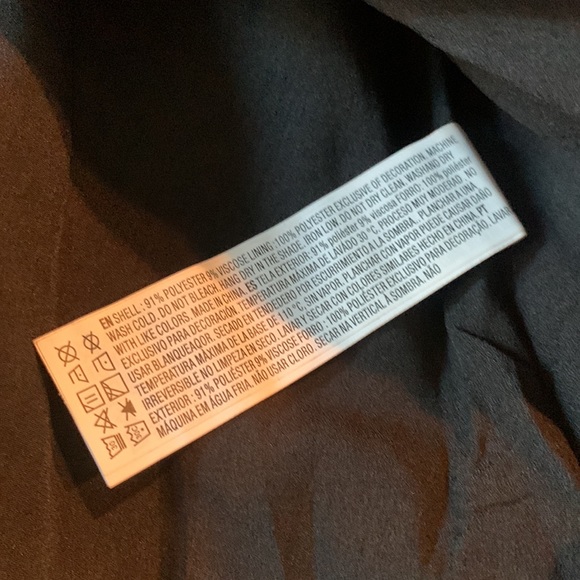 EN SHELL: 91% POLYESTER 9% VISCOSE LINING: 100% POLYESTER EXCLUSIVE OF DECORATION. MACHINE
WASH COLD. DO NOT BLEACH. HANG DRY IN THE SHADE. IRON LOW. DO NOT DRY CLEAN. WASH AND DRY
WITH LIKE COLORS. MADE IN CHINA. ES TELA EXTERIOR: 91% poliéster 9% viscosa FORRO: 100% poliéster
EXCLUSIVO PARA DECORACIÓN. TEMPERATURA MÁXIMA DE LAVADO 30 °C, PROCESO MUY MODERAD. NO
USAR BLANQUEADOR. SECADO EN TENDEDERO POR ESCURRIMIENTO A LA SOMBRA. PLANCHAR A UNA
TEMPERATURA MÁXIMA DE LA BASE DE 110 °C, SIN VAPOR. PLANCHAR CON VAPOR PUEDE CAUSAR DAÑO
IRREVERSIBLE NO LIMPIEZA EN SECO. LAVAR Y SECAR CON COLORES SIMILARES HECHO EN CHINA. PT
EXTERIOR: 91% POLIÉSTER 9% VISCOSE FORRO: 100% POLIÉSTER EXCLUSIVO PARA DECORAÇÃO. LAVAR
MÁQUINA EM ÁGUA FRIA. NÃO USAR CLORO. SECAR NA VERTICAL, À SOMBRA. NÃO